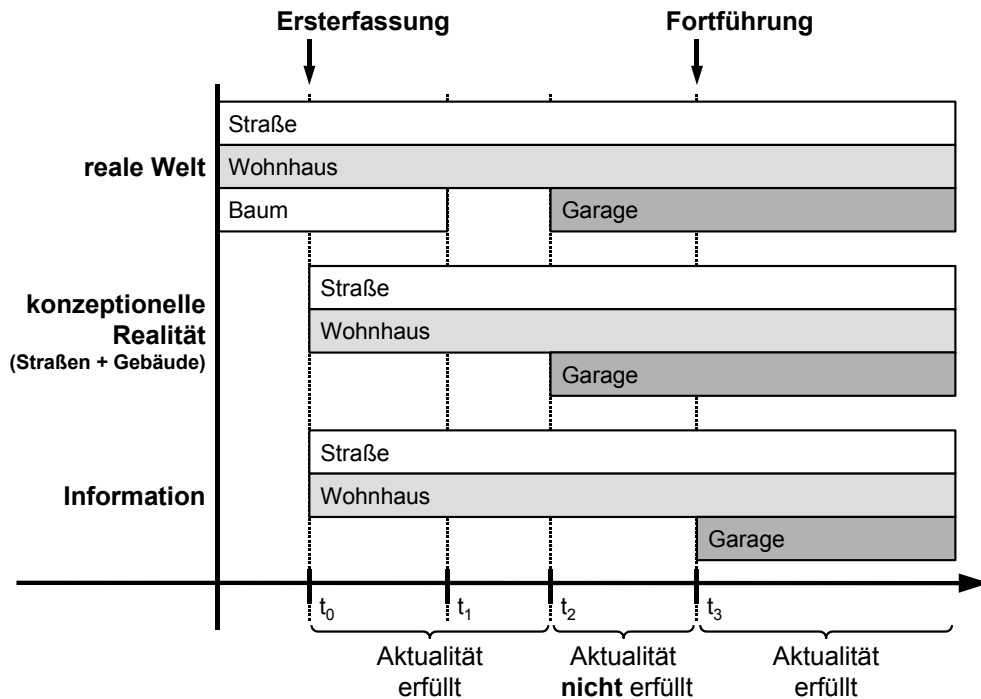 Ersterfassung
Fortführung
reale Welt
Straße
Wohnhaus
Baum
Garage
konzeptionelle
Realität
(Straßen + Gebäude)
Straße
Wohnhaus
Garage
Information
Straße
Wohnhaus
Garage
t0
t1
t2
t3
Aktualität
erfüllt
Aktualität
nicht erfüllt
Aktualität
erfüllt